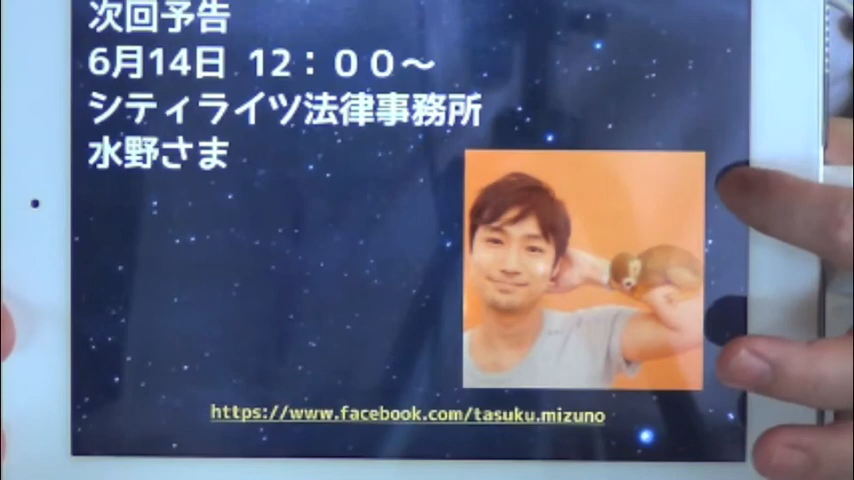 次回予告
6月14日 12：００～
シティライツ法律事務所
水野さま
https://www.facebook.com/tasuku.mizuno